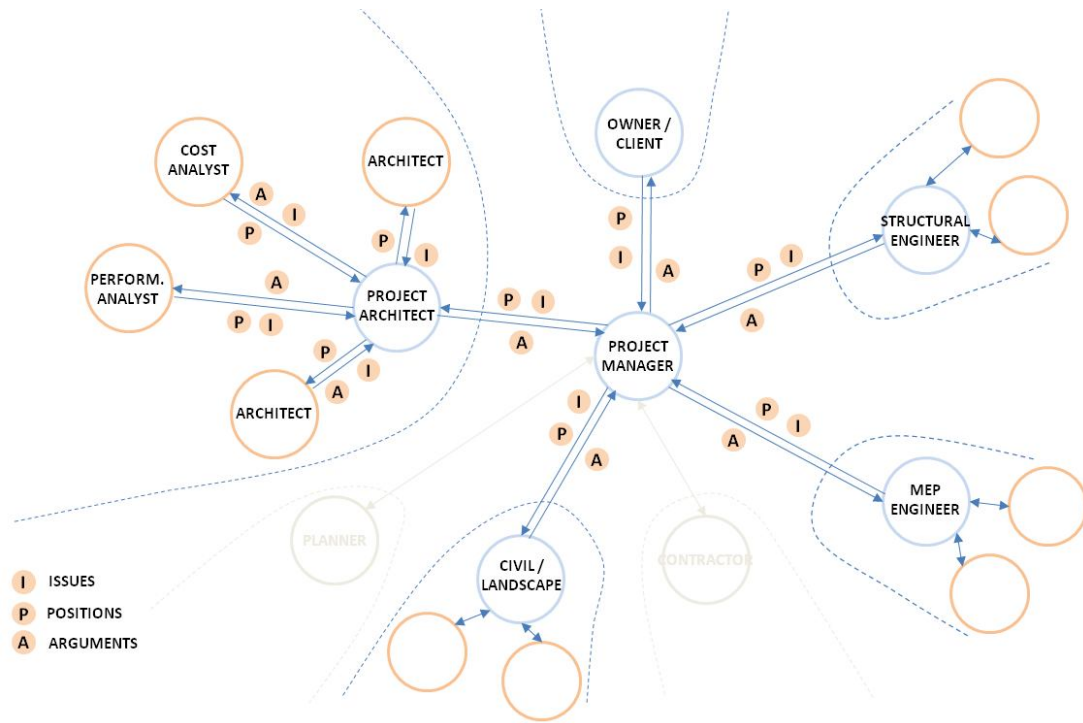 OWNER /
CLIENT
COST
ANALYST
ARCHITECT
A
I
P
P
I
P
I
A
STRUCTURAL
ENGINEER
P
I
A
PERFORM.
ANALYST
A
P
I
PROJECT
ARCHITECT
P
I
A
PROJECT
MANAGER
P
A
I
ARCHITECT
I
P
A
P
I
A
MEP
ENGINEER
PLANNER
CONTRACTOR
CIVIL /
LANDSCAPE
I ISSUES
P POSITIONS
A ARGUMENTS